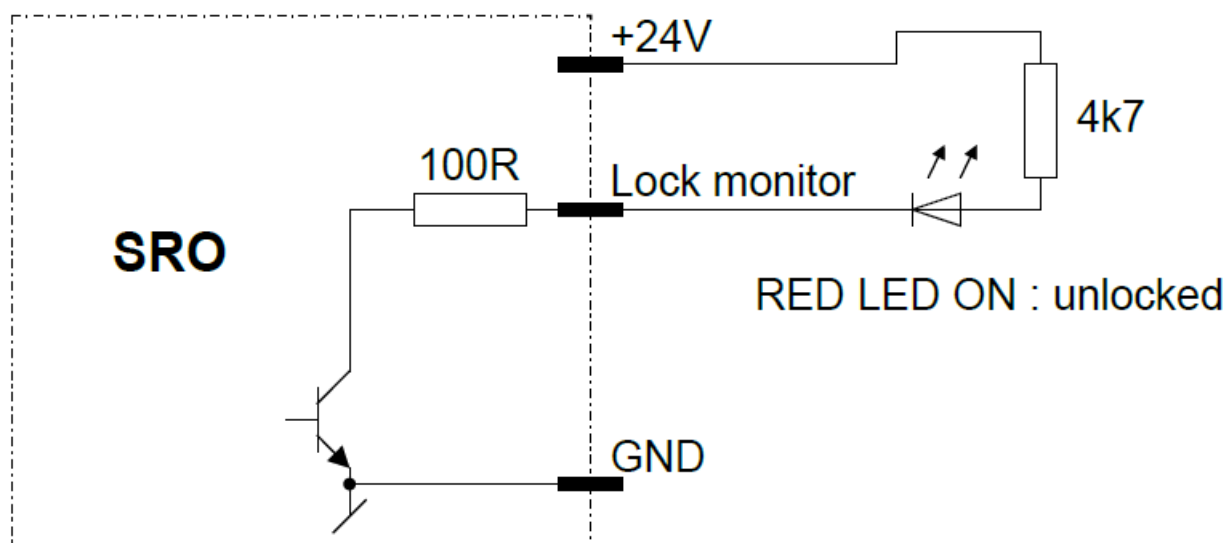 +24V
4k7
100R
Lock monitor
SRO
RED LED ON : unlocked
GND